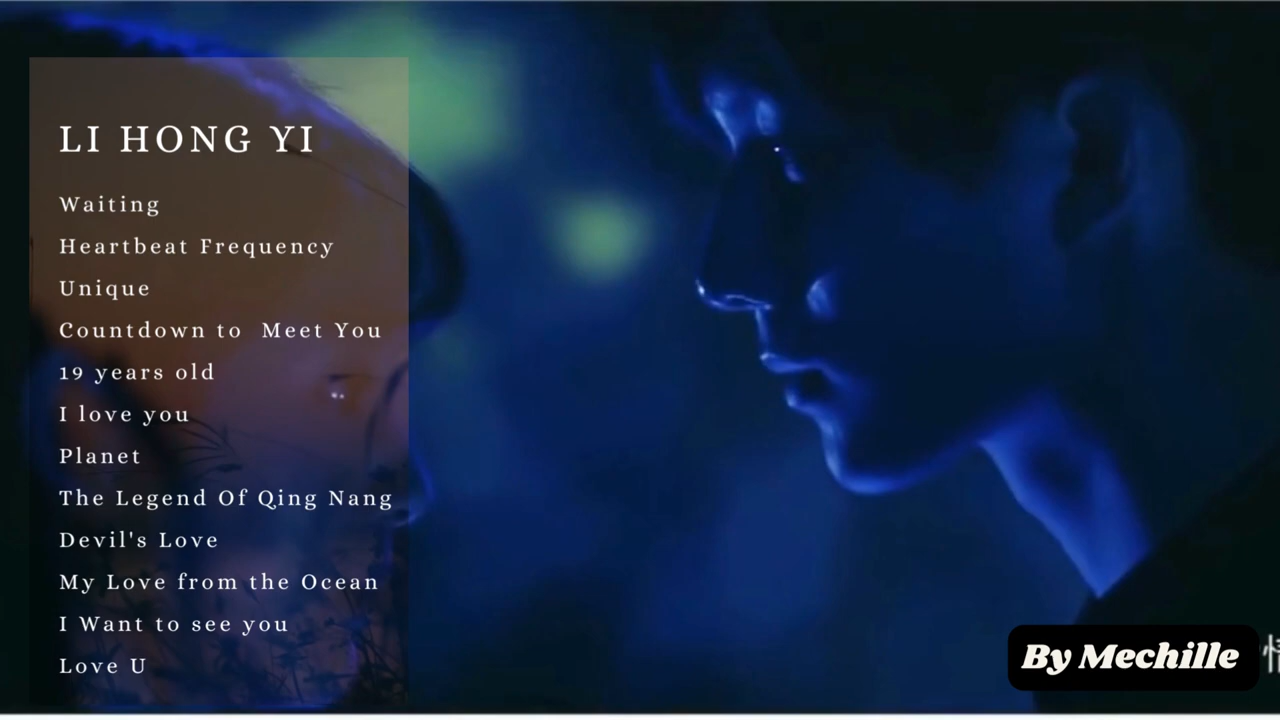 LI HONG YI
Waiting
Heartbeat Frequency
Unique
Countdown to  Meet You
19 years old
I love you
Planet
The Legend Of Qing Nang
Devil's Love
My Love from the Ocean
I Want to see you
Love U
By Mechille